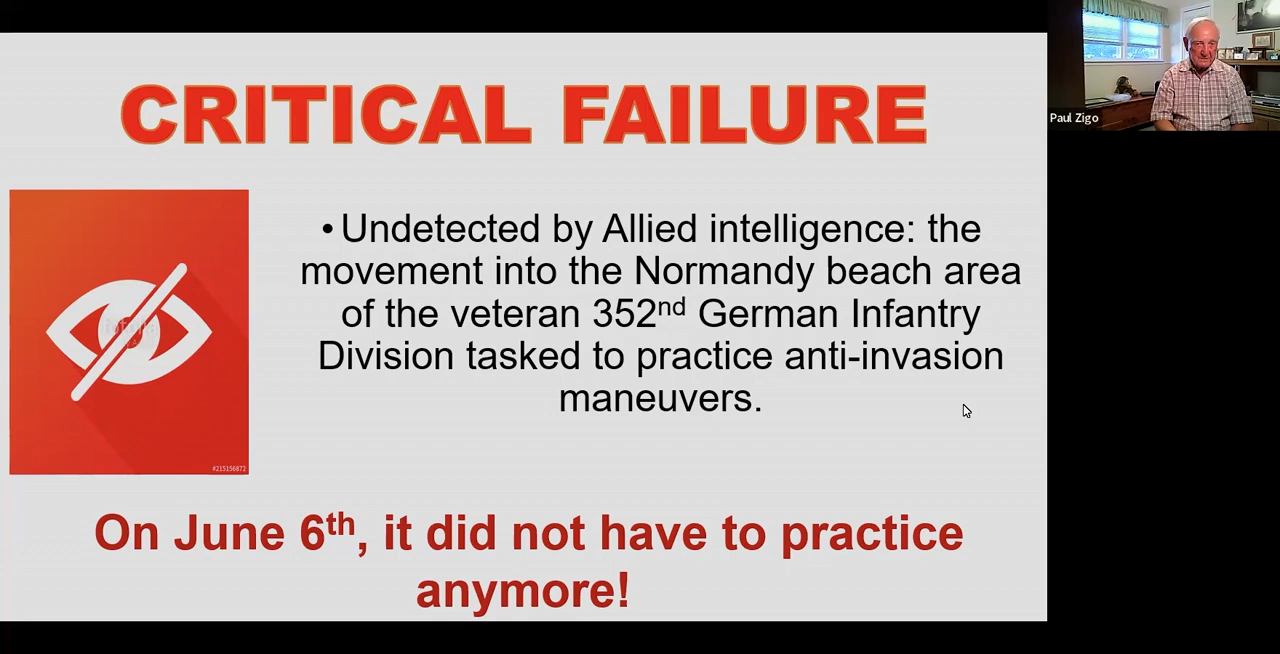 CRITICAL FAILURE
Paul Zigo
• Undetected by Allied intelligence: the
movement into the Normandy beach area
of the veteran 352nd German Infantry
Division tasked to practice anti-invasion
maneuvers.
#215156872
On June 6th, it did not have to practice
anymore!